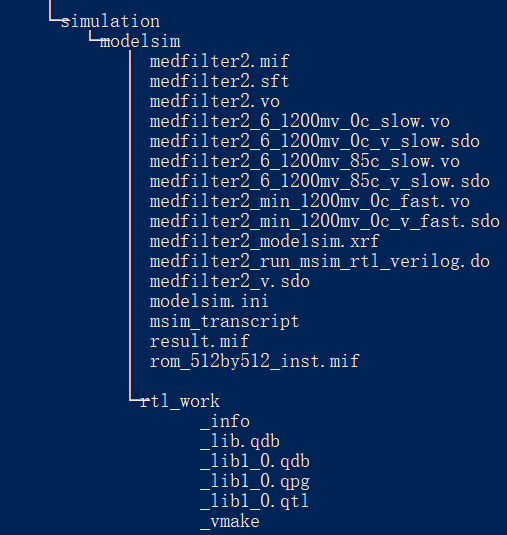 simulation
modelsim
medfilter2.mif
medfilter2.sft
medfilter2.vo
medfilter2_6_1200mv_0c_slow.vo
medfilter2_6_1200mv_0c_v_slow.sdo
medfilter2_6_1200mv_85c_slow.vo
medfilter2_6_1200mv_85c_v_slow.sdo
medfilter2_min_1200mv_0c_fast.vo
medfilter2_min_1200mv_0c_v_fast.sdo
medfilter2_modelsim.xrf
medfilter2_run_msim_rtl_verilog.do
medfilter2_v.sdo
modelsim.ini
msim_transcript
result.mif
rom_512by512_inst.mif
rtl_work
_info
_lib.qdb
_lib1_0.qdb
_lib1_0.qpg
_lib1_0.qtl
_vmake